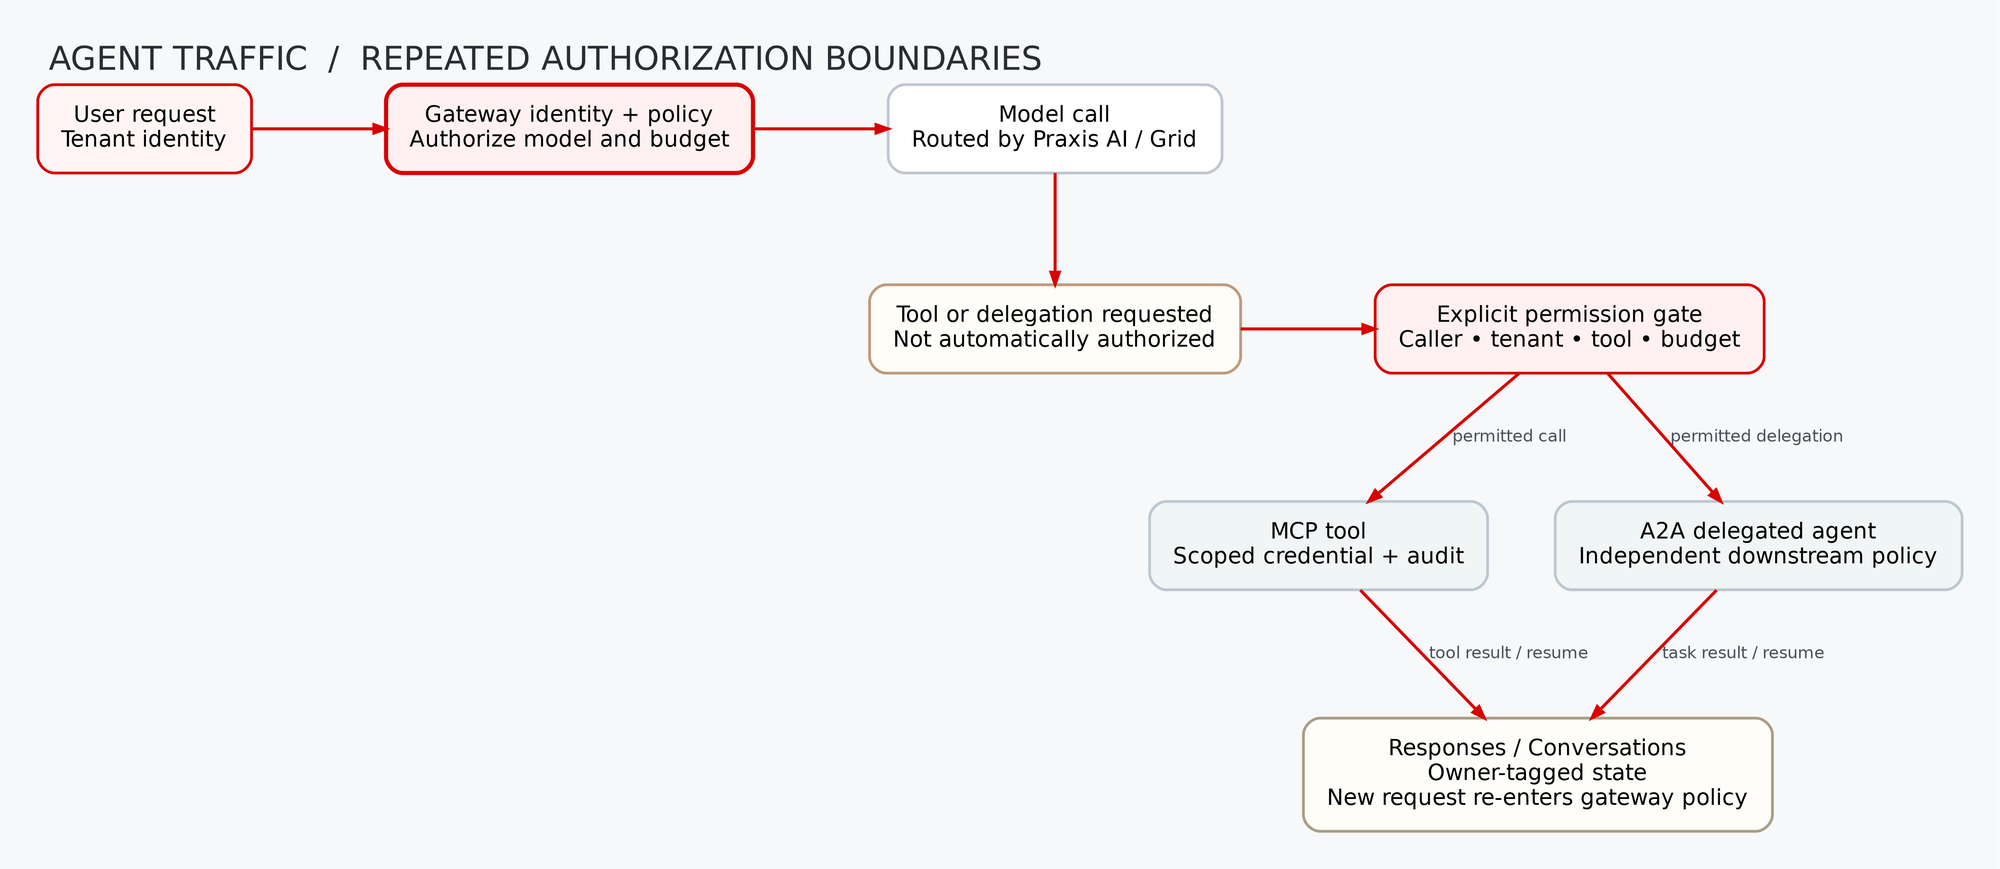 AGENT TRAFFIC / REPEATED AUTHORIZATION BOUNDARIES
User request
Tenant identity
Gateway identity + policy
Authorize model and budget
Model call
Routed by Praxis AI / Grid
Tool or delegation requested
Not automatically authorized
Explicit permission gate
Caller • tenant • tool • budget
permitted call
permitted delegation
MCP tool
Scoped credential + audit
A2A delegated agent
Independent downstream policy
tool result / resume
task result / resume
Responses / Conversations
Owner-tagged state
New request re-enters gateway policy